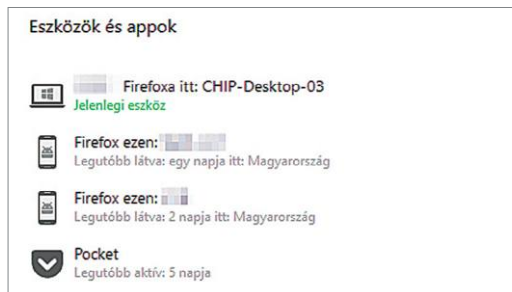 Eszközök és appok
Firefoxa itt: CHIP-Desktop-03
Jelenlegi eszköz
Firefox ezen:
Legutóbb látva: egy napja itt: Magyarország
Firefox ezen:
Legutóbb látva: 2 napja itt: Magyarország
Pocket
Legutóbb aktív: 5 napja